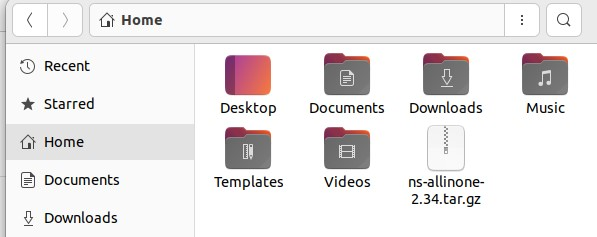 Home
Recent
Starred
Home
Documents
Downloads
Desktop
Documents
Downloads
Music
Templates
Videos
ns-allinone-
2.34.tar.gz